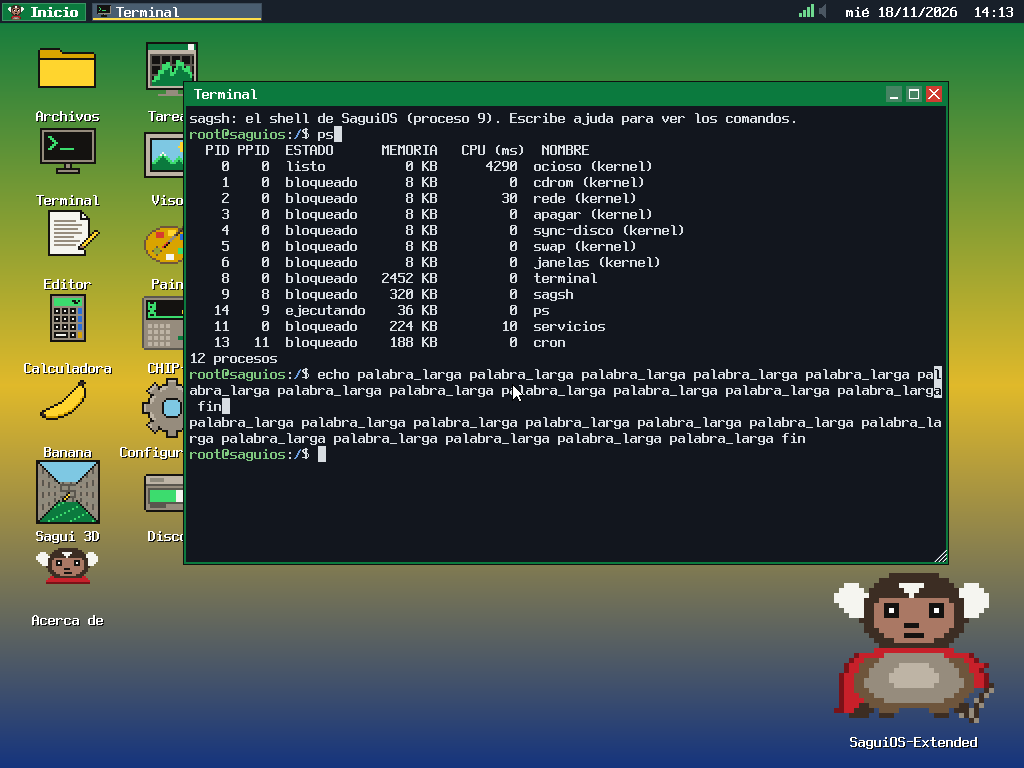 Inicio
Terminal
mié 18/11/2026 14:13
Archivos
Terminal
Editor
Calculadora
CHIP
Banana
Sagui 3D
Acerca de
Terminal
sagsh: el shell de SaguiOS (proceso 9). Escribe ayuda para ver los comandos.
root@saguios:/$ ps
PID PPID ESTADO MEMORIA CPU (ms) NOMBRE
0 0 listo 0 KB 4290 ocioso (kernel)
1 0 bloqueado 8 KB 0 cdrom (kernel)
2 0 bloqueado 8 KB 30 rede (kernel)
3 0 bloqueado 8 KB 0 apagar (kernel)
4 0 bloqueado 8 KB 0 sync-disco (kernel)
5 0 bloqueado 8 KB 0 swap (kernel)
6 0 bloqueado 8 KB 0 janelas (kernel)
8 0 bloqueado 2452 KB 0 terminal
9 8 bloqueado 320 KB 0 sagsh
14 9 ejecutando 36 KB 0 ps
11 0 bloqueado 224 KB 10 servicios
13 11 bloqueado 188 KB 0 cron
12 procesos
root@saguios:/$ echo palabra_larga palabra_larga palabra_larga palabra_larga palabra_larga pal
abra_larga palabra_larga palabra_larga palabra_larga palabra_larga palabra_larga palabra_larga
fin
palabra_larga palabra_larga palabra_larga palabra_larga palabra_larga palabra_larga palabra_la
rga palabra_larga palabra_larga palabra_larga palabra_larga palabra_larga fin
root@saguios:/$
SaguiOS-Extended